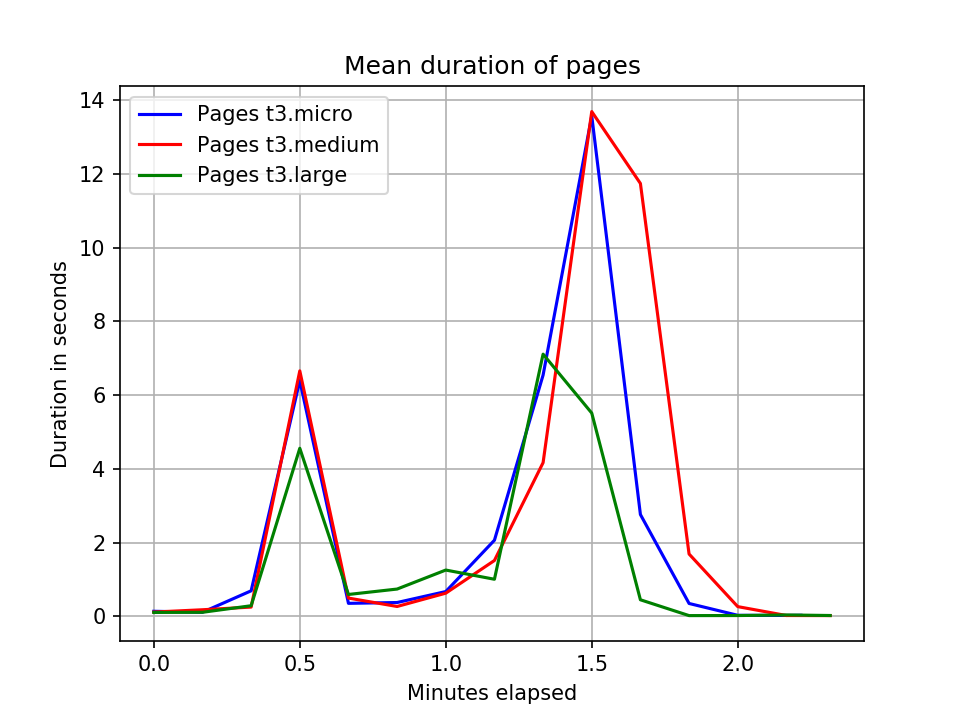 Mean duration of pages
Pages t3.micro
Pages t3.medium
Pages t3.large
Duration in seconds
14
12
10
8
6
4
2
0
0.0 0.5 1.0 1.5 2.0
Minutes elapsed